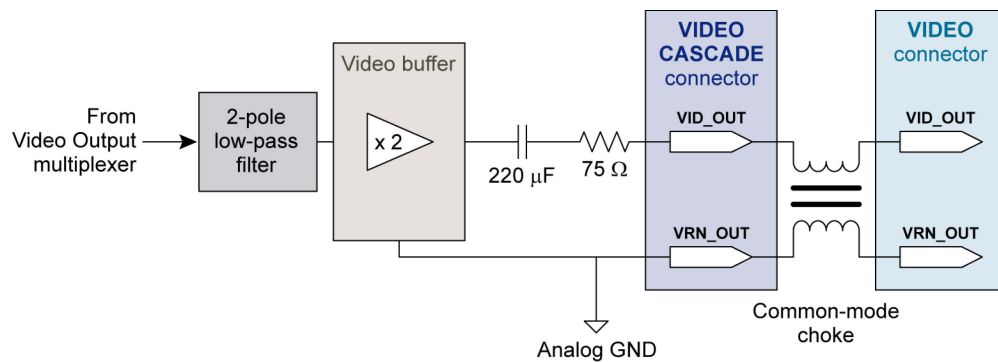 From
Video Output
multiplexer
2-pole
low-pass
filter
Video buffer
x 2
220 μF
75 Ω
VIDEO
CASCADE
connector
VID_OUT
VRN_OUT
Analog GND
Common-mode
choke
VIDEO
connector
VID_OUT
VRN_OUT